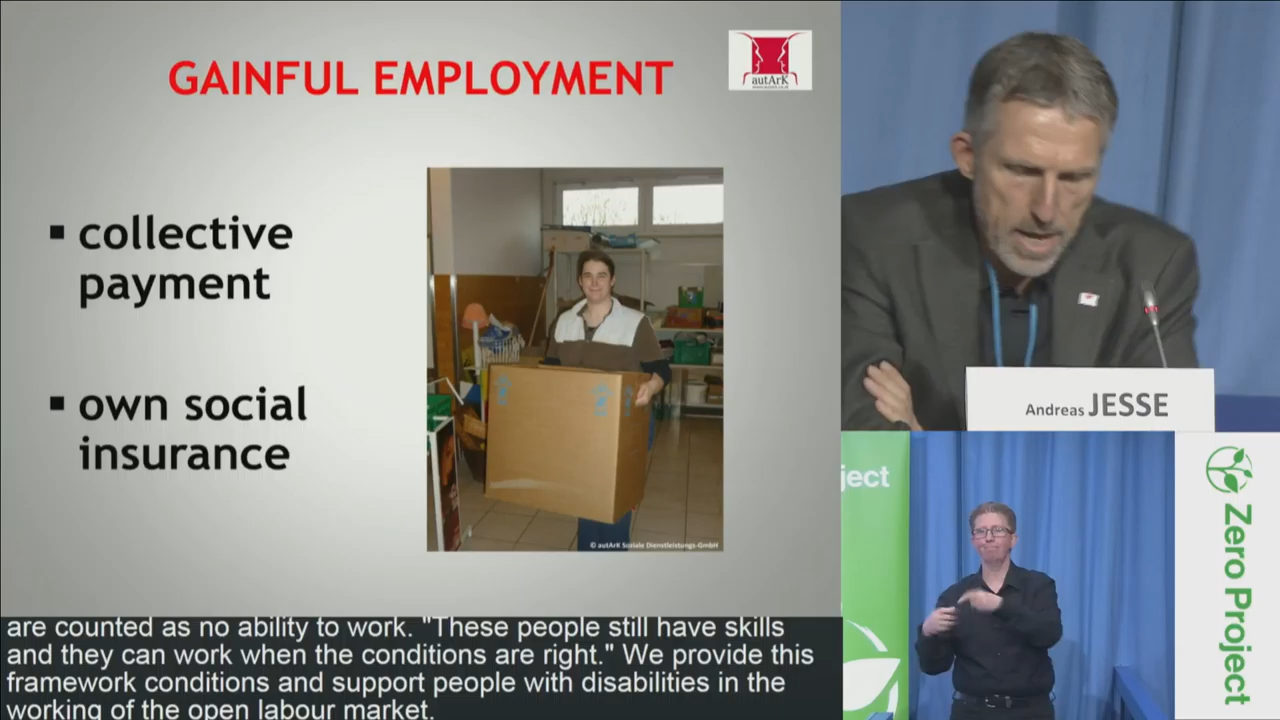 GAINFUL EMPLOYMENT
autArK
▪ collective
payment
▪ own social
insurance
© autArK Soziale Dienstleistungs-GmbH
are counted as no ability to work. "These people still have skills
and they can work when the conditions are right." We provide this
framework conditions and support people with disabilities in the
working of the open labour market.
Andreas JESSE
ject
Zero Project